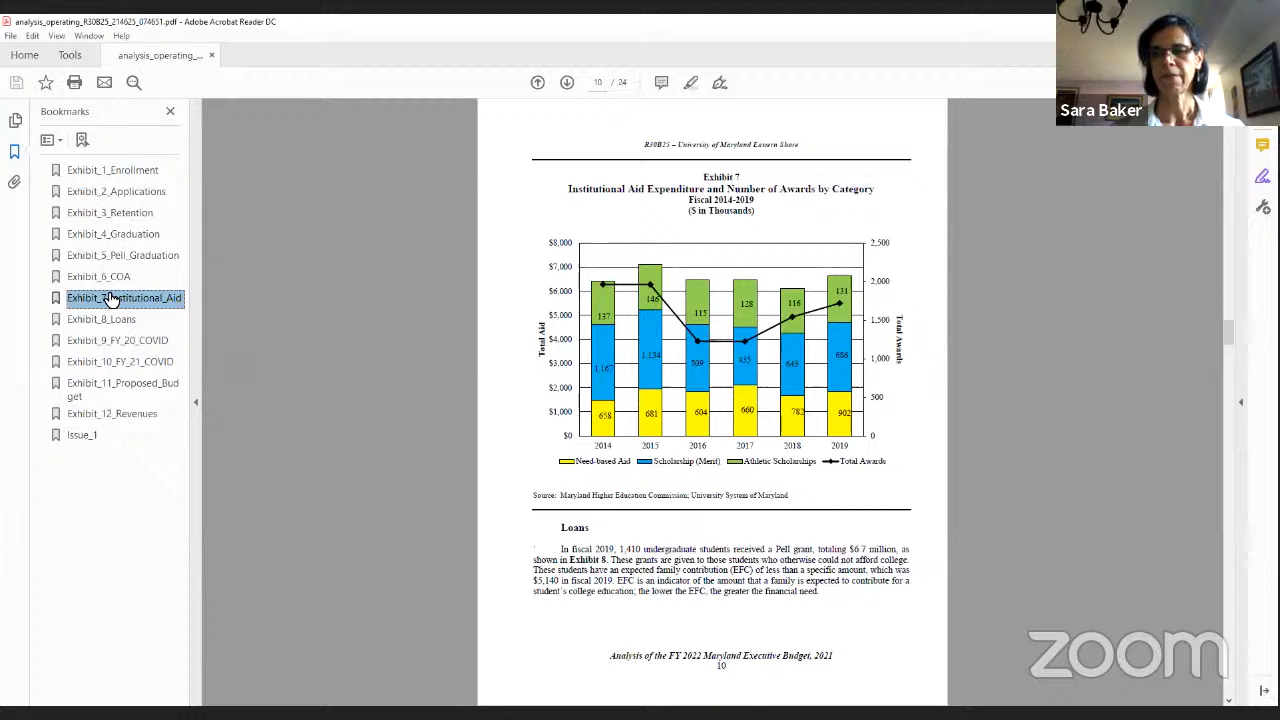 analysis_operating_R30B25_214625_074651.pdf - Adobe Acrobat Reader DC
File Edit View Window Help
Home Tools analysis_operating_... ×
10 / 24
Bookmarks
Exhibit_1_Enrollment
Exhibit_2_Applications
Exhibit_3_Retention
Exhibit_4_Graduation
Exhibit_5_Pell_Graduation
Exhibit_6_COA
Exhibit_7_Institutional_Aid
Exhibit_8_Loans
Exhibit_9_FY_20_COVID
Exhibit_10_FY_21_COVID
Exhibit_11_Proposed_Bud
get
Exhibit_12_Revenues
Issue_1
R30B25 – University of Maryland Eastern Shore
Exhibit 7
Institutional Aid Expenditure and Number of Awards by Category
Fiscal 2014-2019
($ in Thousands)
$8,000 2,500
$7,000
$6,000 2,000
$5,000 1,500
$4,000
$3,000 1,000
$2,000 500
$1,000
$0 0
Total Aid
Total Awards
137 146 115 128 116 131
1,167 1,134 509 435 643 686
658 681 604 660 782 902
2014 2015 2016 2017 2018 2019
Need-based Aid Scholarship (Merit) Athletic Scholarships Total Awards
Source: Maryland Higher Education Commission; University System of Maryland
Loans
In fiscal 2019, 1,410 undergraduate students received a Pell grant, totaling $6.7 million, as
shown in Exhibit 8. These grants are given to those students who otherwise could not afford college.
These students have an expected family contribution (EFC) of less than a specific amount, which was
$5,140 in fiscal 2019. EFC is an indicator of the amount that a family is expected to contribute for a
student's college education; the lower the EFC, the greater the financial need.
Analysis of the FY 2022 Maryland Executive Budget, 2021
10
Sara Baker
zoom